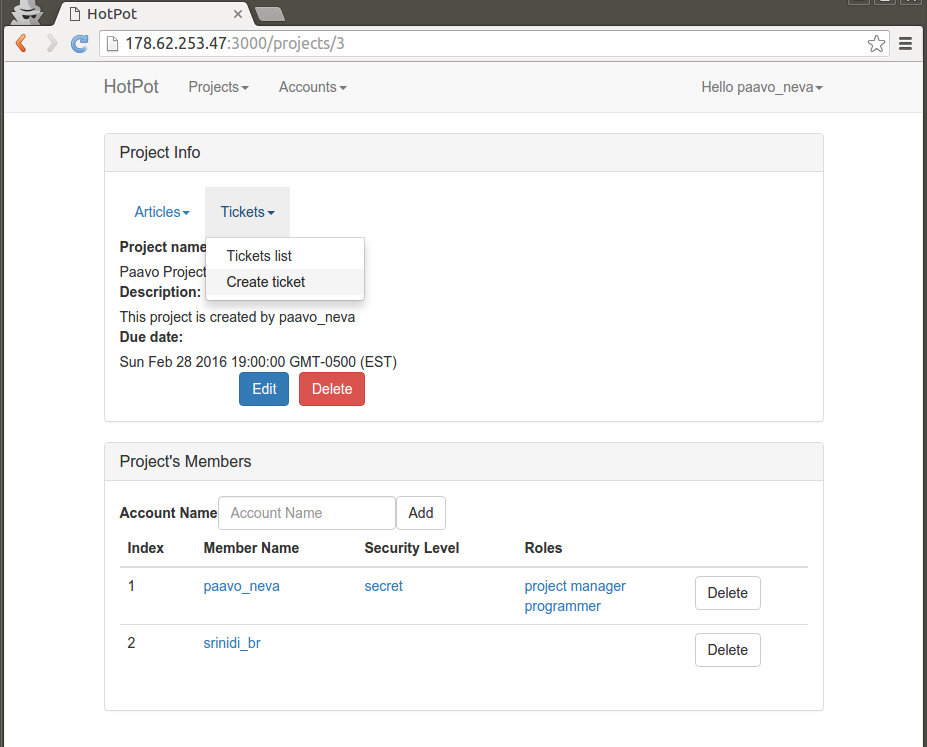 HotPot
178.62.253.47:3000/projects/3
HotPot Projects Accounts Hello paavo_neva
Project Info
Articles Tickets
Project name
Tickets list
Paavo Project
Create ticket
Description:
This project is created by paavo_neva
Due date:
Sun Feb 28 2016 19:00:00 GMT-0500 (EST)
Edit Delete
Project's Members
Account Name Account Name Add
Index Member Name Security Level Roles
1 paavo_neva secret project manager Delete
programmer
2 srinidi_br Delete